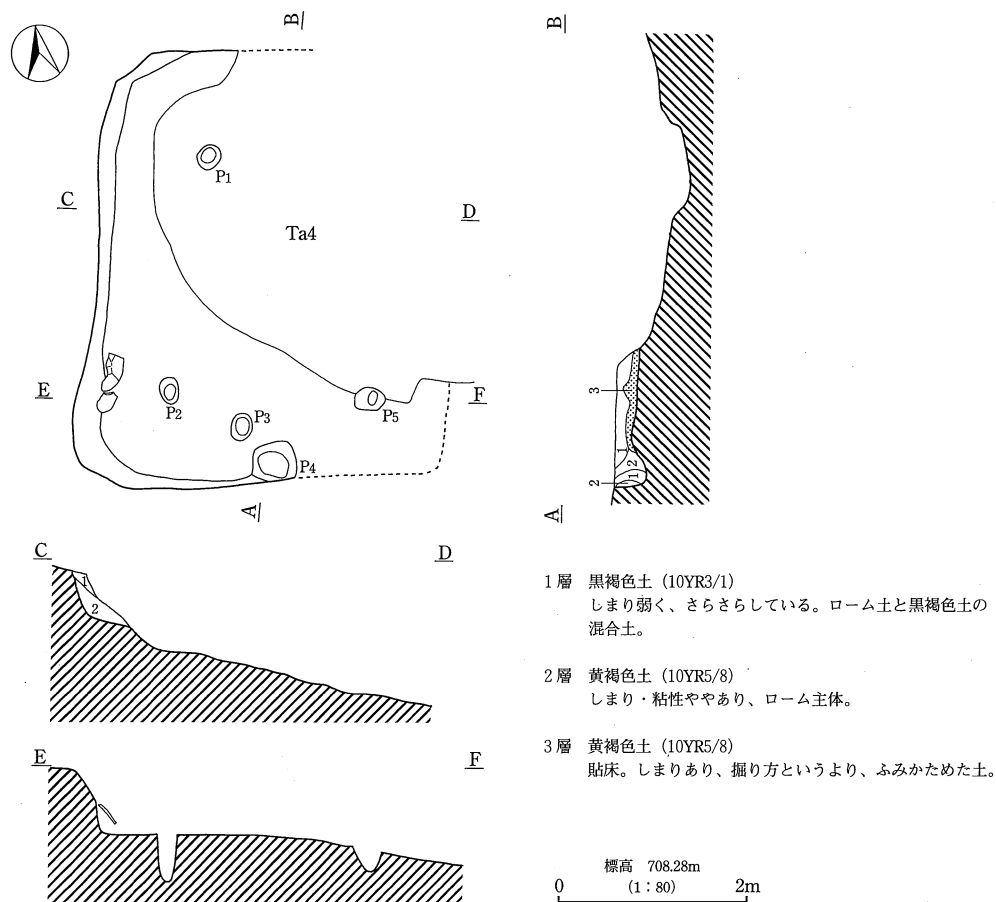 B
B
C
P1
D
Ta4
E
F
P2
P3
P5
P4
A
3
1
2
1
2
A
C
D
1
2
E
F
1層 黒褐色土 (10YR3/1)
しまり弱く、さらさらしている。ローム土と黒褐色土の
混合土。
2層 黄褐色土 (10YR5/8)
しまり・粘性ややあり、ローム主体。
3層 黄褐色土 (10YR5/8)
貼床。しまりあり、掘り方というより、ふみかためた土。
標高 708.28m
(1:80)
0 2m